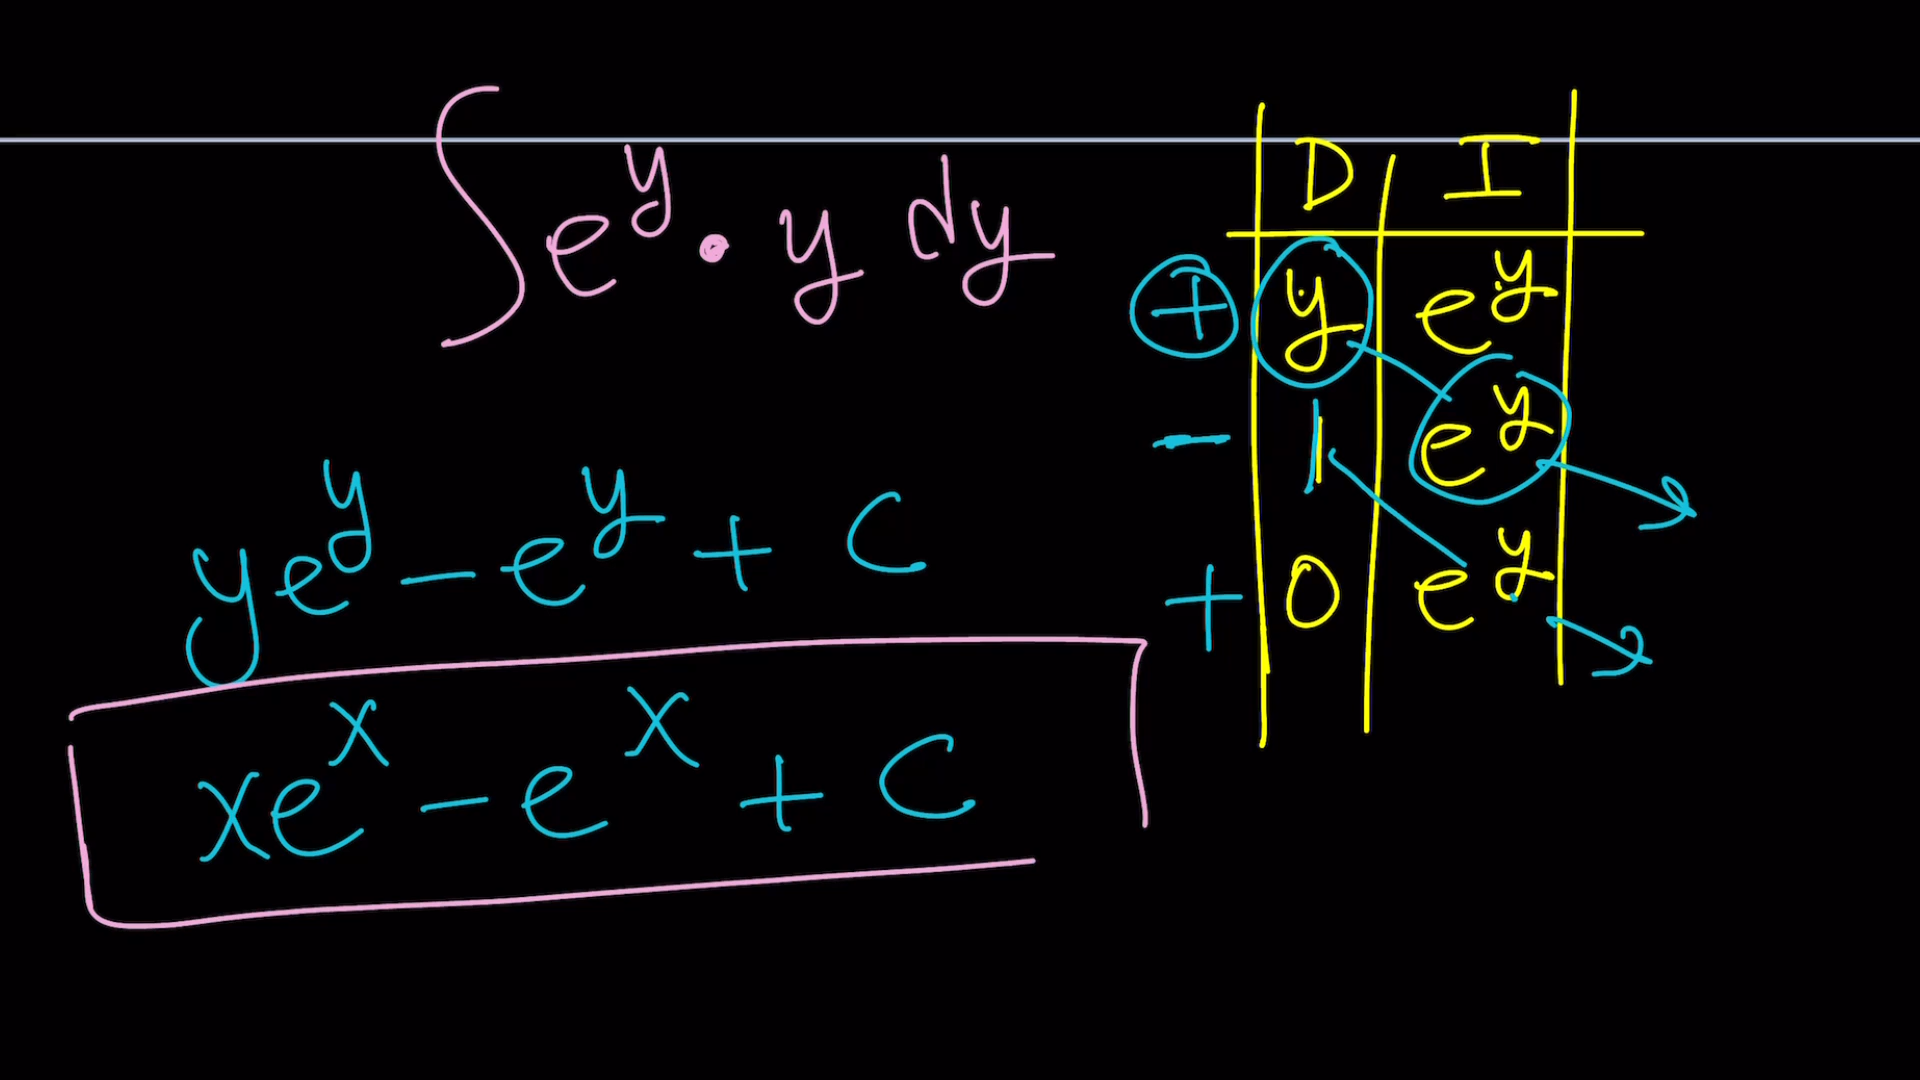 ∫e^y · y dy
ye^y − e^y + C
xe^x − e^x + C
D I
+ y e^y
− 1 e^y
+ 0 e^y